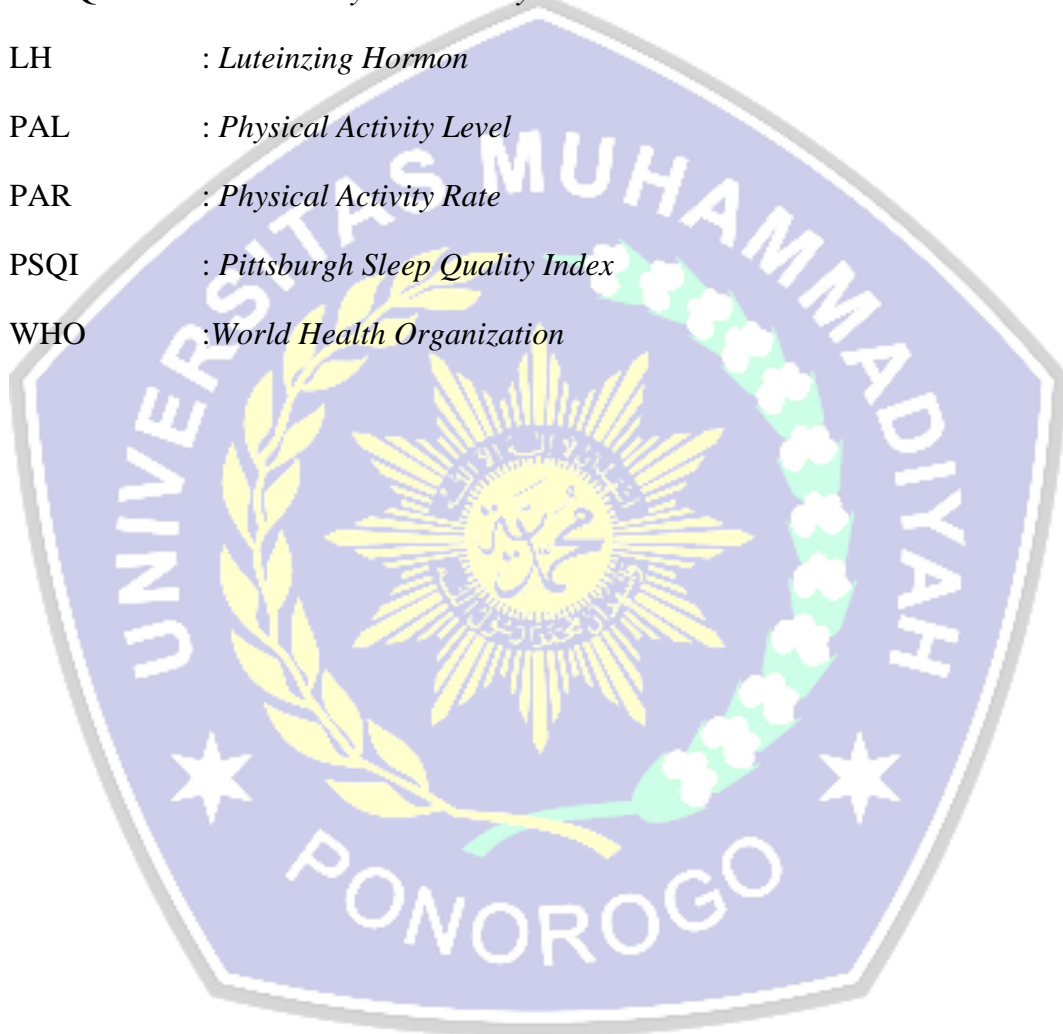 LH : Luteinzing Hormon
PAL : Physical Activity Level
PAR : Physical Activity Rate
PSQI : Pittsburgh Sleep Quality Index
WHO :World Health Organization
UNIVERSITAS MUHAMMADIYAH
PONOROGO